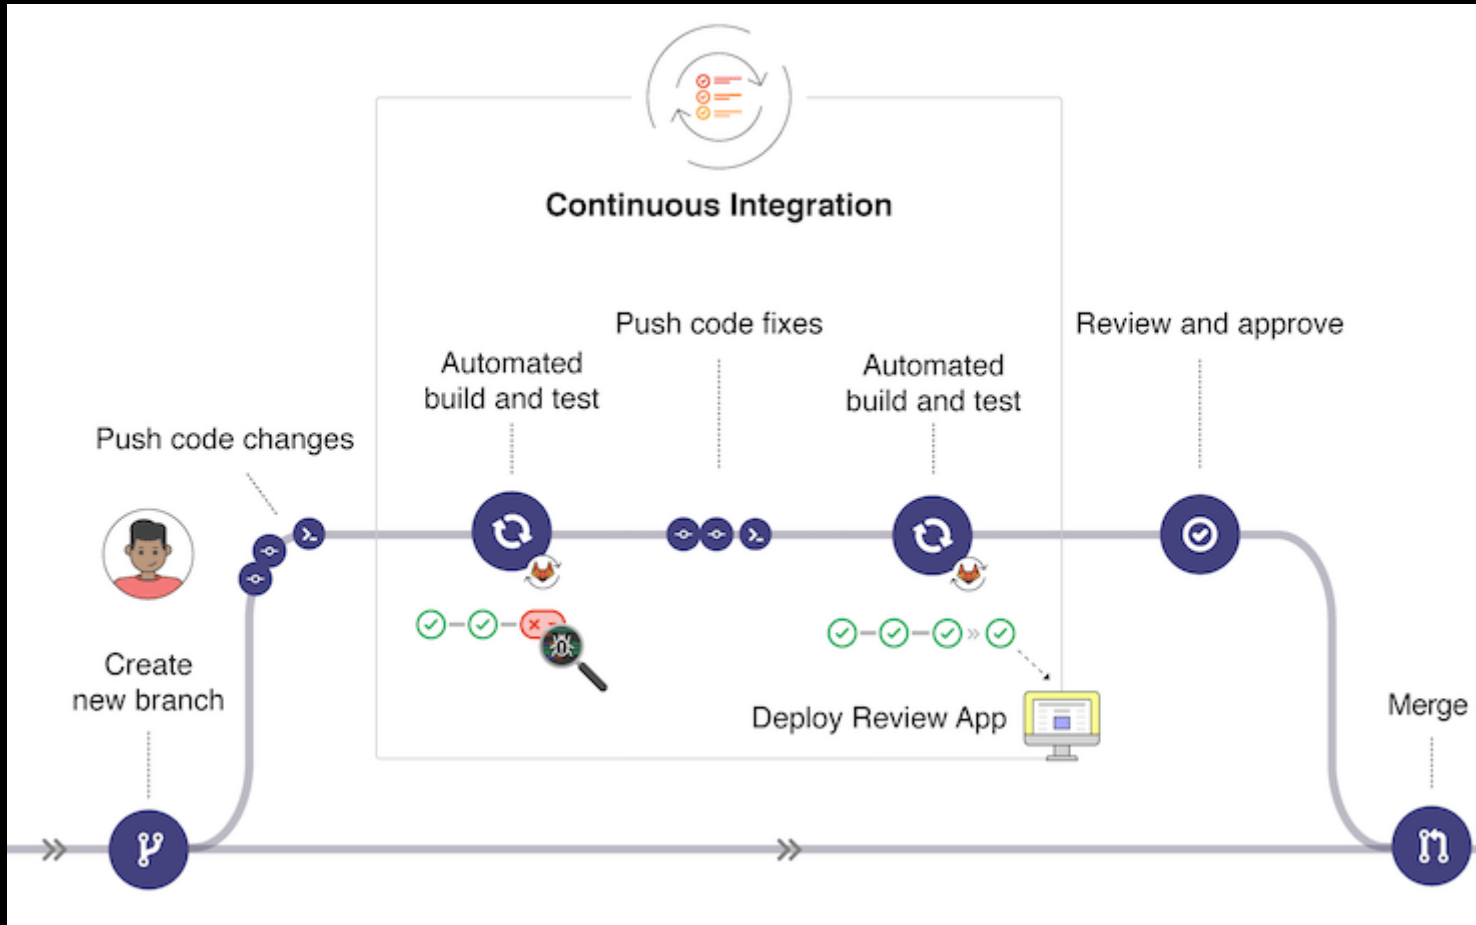 Continuous Integration
Push code fixes
Review and approve
Automated
build and test
Automated
build and test
Push code changes
Create
new branch
Deploy Review App
Merge